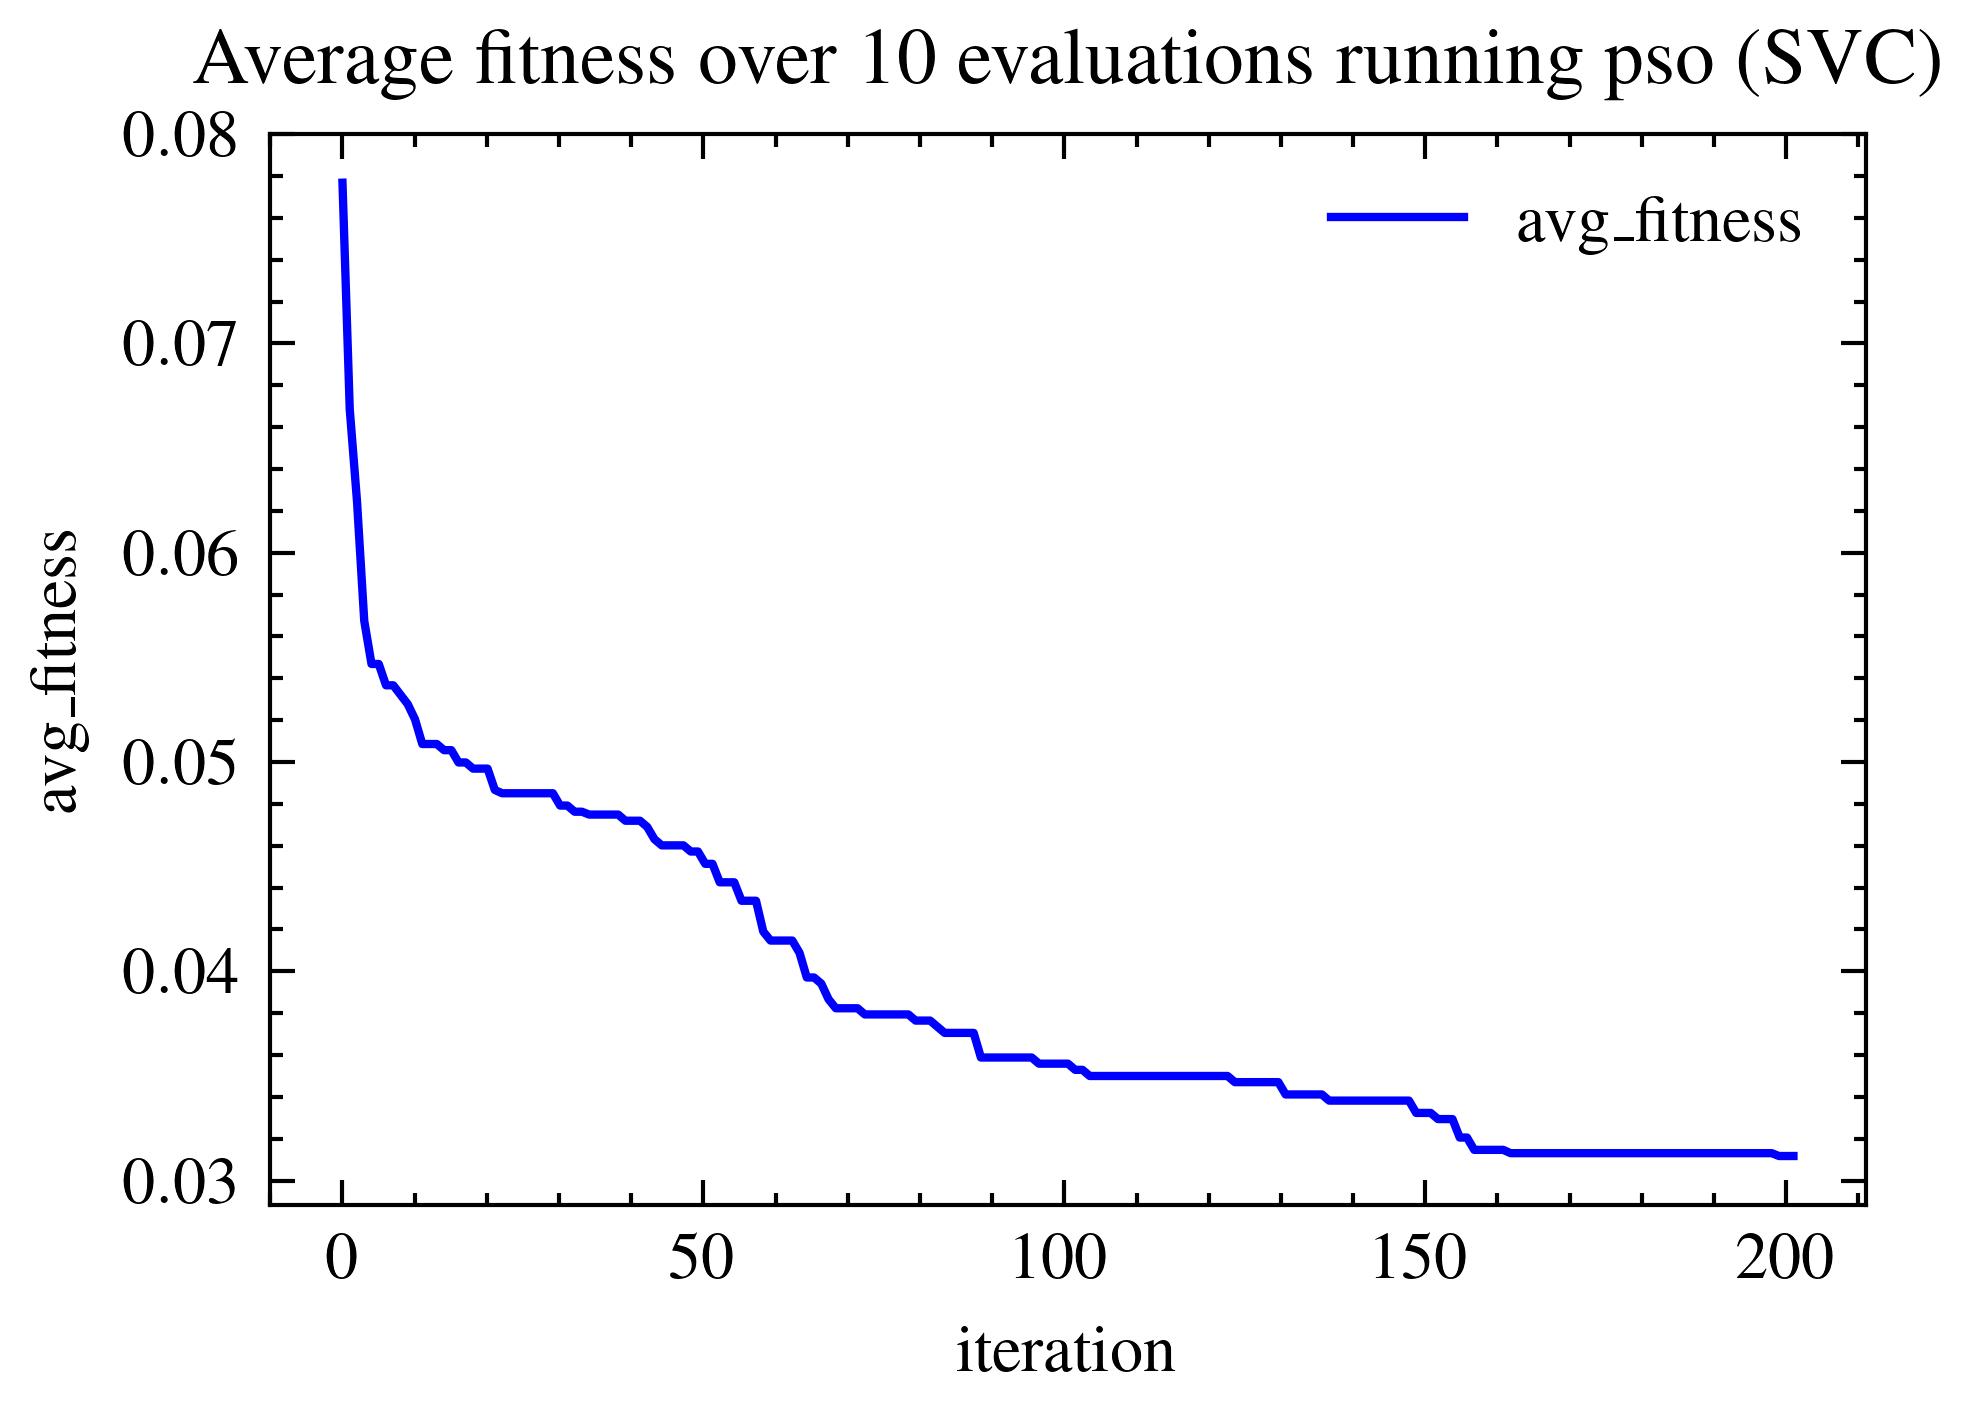 Average fitness over 10 evaluations running pso (SVC)
0.08
avg_fitness
0.07
0.06
0.05
0.04
0.03
avg_fitness
0 50 100 150 200
iteration